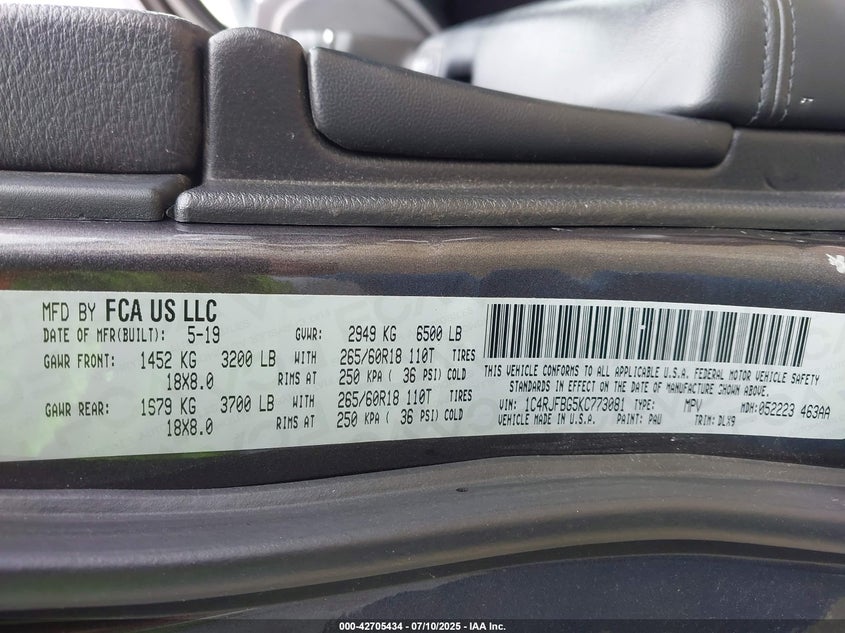 MFD BY FCA US LLC
DATE OF MFR(BUILT): 5-19 GVWR: 2949 KG 6500 LB
GAWR FRONT: 1452 KG 3200 LB WITH 265/60R18 110T TIRES
18X8.0 RIMS AT 250 KPA ( 36 PSI) COLD
GAWR REAR: 1679 KG 3700 LB WITH 265/60R18 110T TIRES
18X8.0 RIMS AT 250 KPA ( 36 PSI) COLD
THIS VEHICLE CONFORMS TO ALL APPLICABLE U.S.A. FEDERAL MOTOR VEHICLE SAFETY
STANDARDS IN EFFECT ON THE DATE OF MANUFACTURE SHOWN ABOVE.
VIN: 1C4RJFBG5KC773081 TYPE: MPV MDH:052223 463AA
VEHICLE MADE IN U.S.A. PAINT: PAU TRIM: DLX9
000-42705434 - 07/10/2025 - IAA Inc.